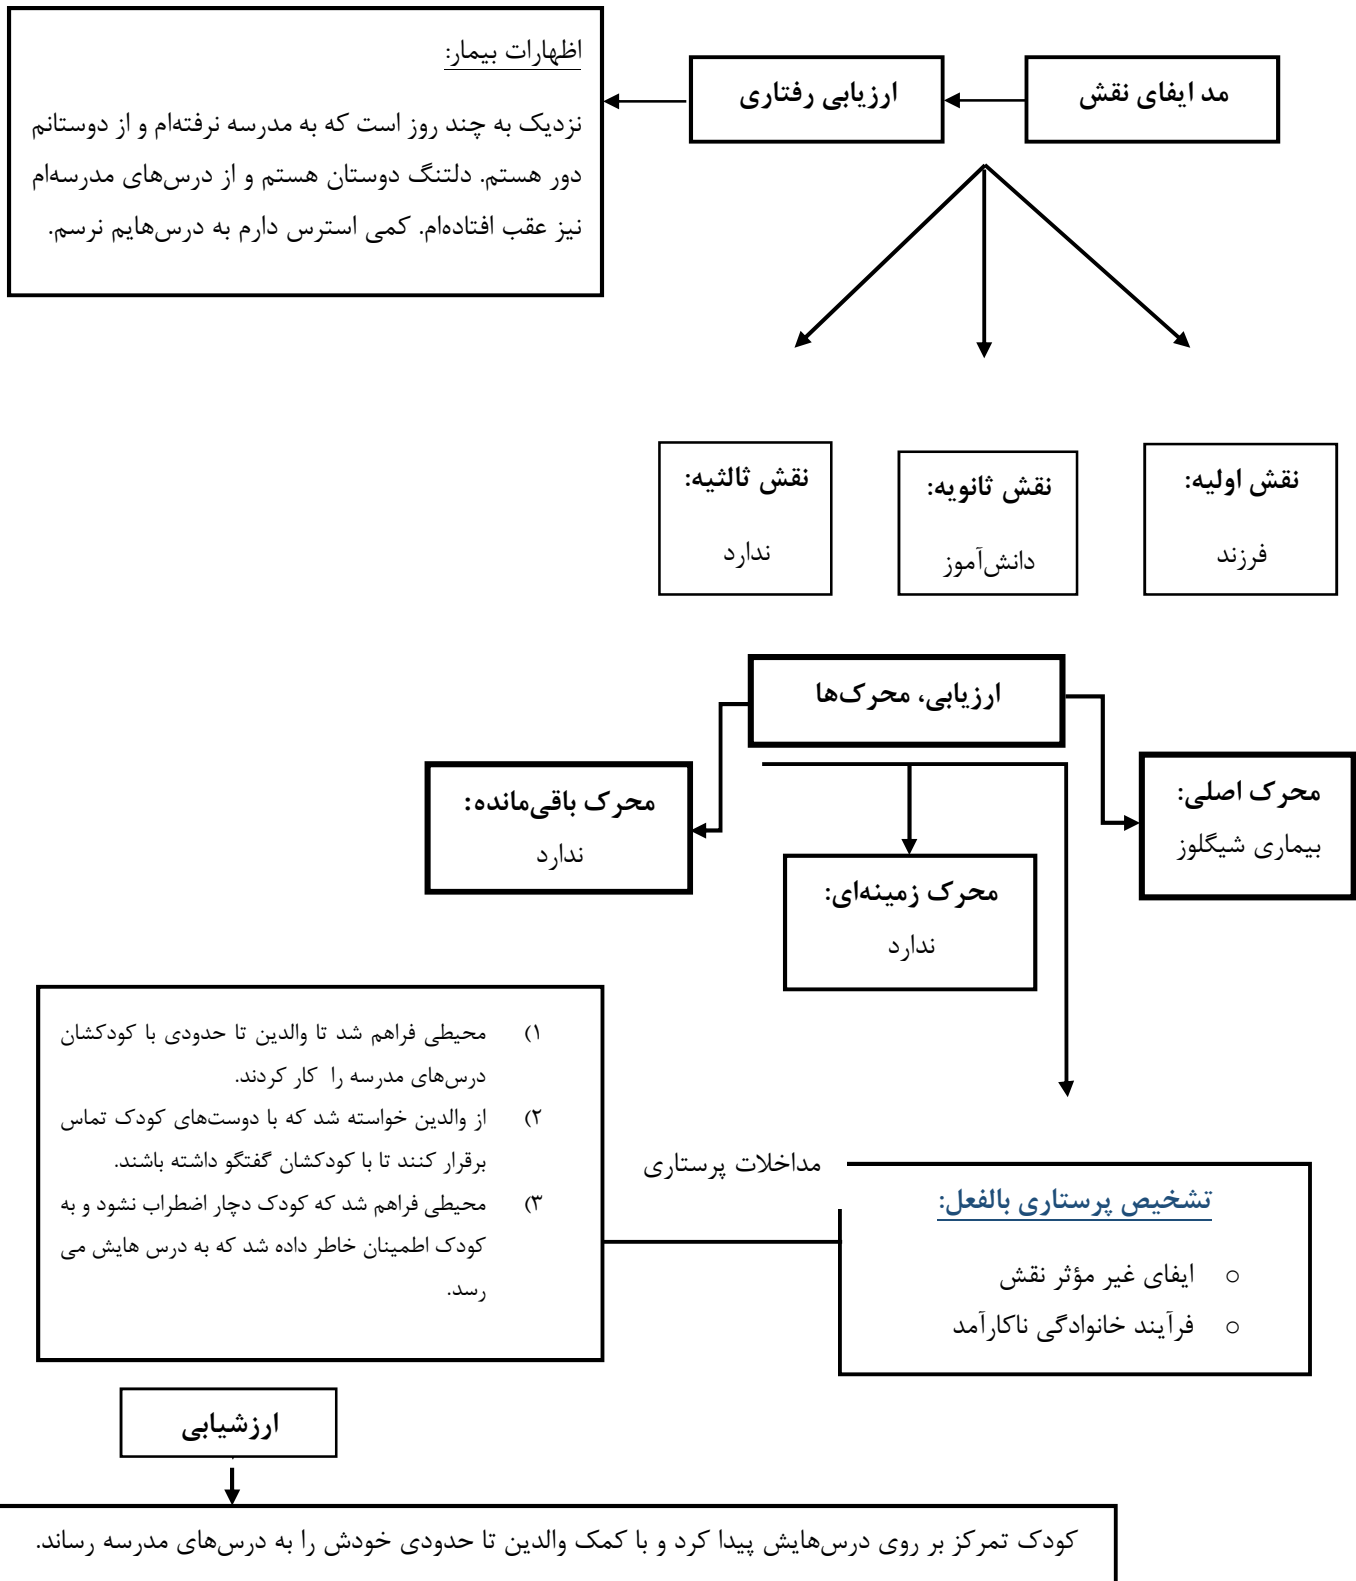 مد ایفای نقش
ارزیابی رفتاری
اظهارات بیمار:
نزدیک به چند روز است که به مدرسه نرفته‌ام و از دوستانم
دور هستم. دلتنگ دوستان هستم و از درس‌های مدرسه‌ام
نیز عقب افتاده‌ام. کمی استرس دارم به درس‌هایم نرسم.
نقش اولیه:
فرزند
نقش ثانویه:
دانش‌آموز
نقش ثالثیه:
ندارد
ارزیابی، محرک‌ها
محرک اصلی:
بیماری شیگلوز
محرک زمینه‌ای:
ندارد
محرک باقی‌مانده:
ندارد
تشخیص پرستاری بالفعل:
o ایفای غیر مؤثر نقش
o فرآیند خانوادگی ناکارآمد
مداخلات پرستاری
۱) محیطی فراهم شد تا والدین تا حدودی با کودکشان
درس‌های مدرسه را کار کردند.
۲) از والدین خواسته شد که با دوست‌های کودک تماس
برقرار کنند تا با کودکشان گفتگو داشته باشند.
۳) محیطی فراهم شد که کودک دچار اضطراب نشود و به
کودک اطمینان خاطر داده شد که به درس هایش می
رسد.
ارزشیابی
کودک تمرکز بر روی درس‌هایش پیدا کرد و با کمک والدین تا حدودی خودش را به درس‌های مدرسه رساند.